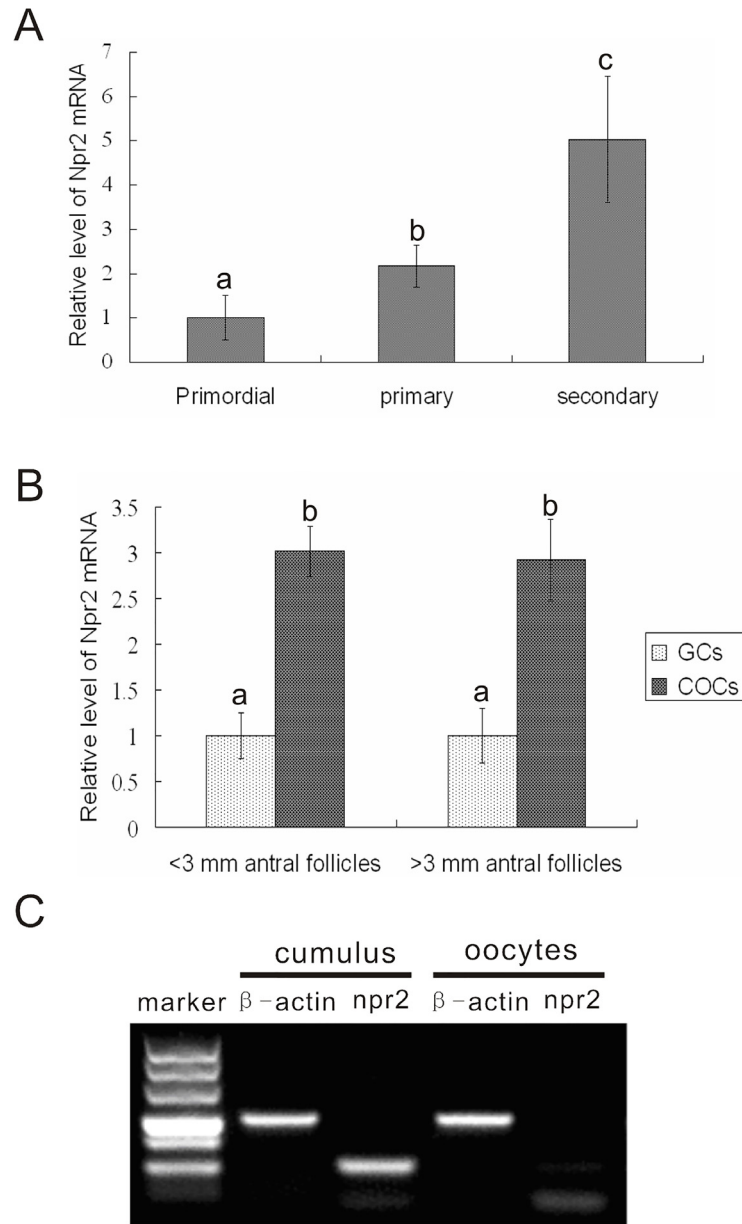 A
Relative level of Npr2 mRNA
7
6
5
4
3
2
1
0
a
b
c
Primordial
primary
secondary
B
Relative level of Npr2 mRNA
3.5
3
2.5
2
1.5
1
0.5
0
a
b
a
b
GCs
COCs
<3 mm antral follicles
>3 mm antral follicles
C
cumulus
oocytes
marker
β-actin
npr2
β-actin
npr2